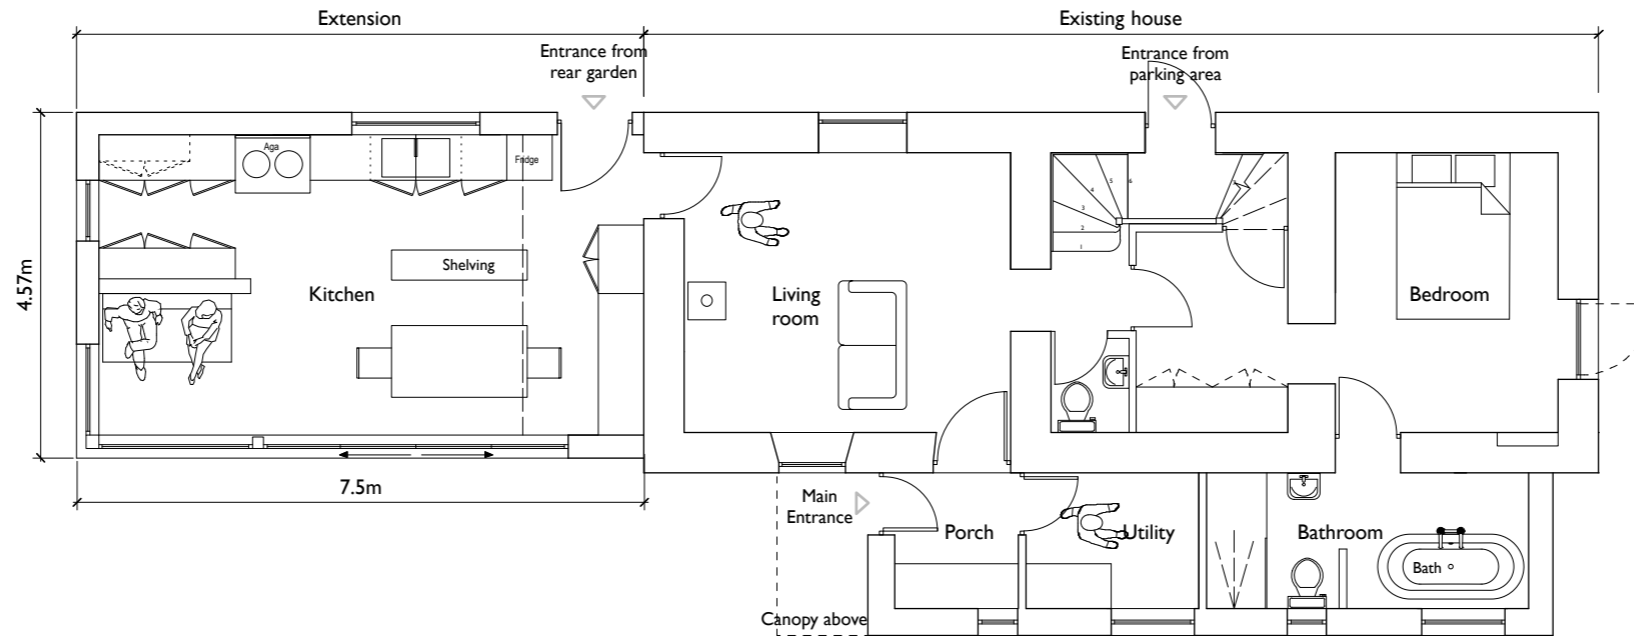 Extension
Existing house
Entrance from
rear garden
Entrance from
parking area
Aga
Fridge
4
5
6
3
2
1
4.57m
Shelving
Kitchen
Living
room
Bedroom
7.5m
Main
Entrance
Porch
Utility
Bathroom
Bath
Canopy above